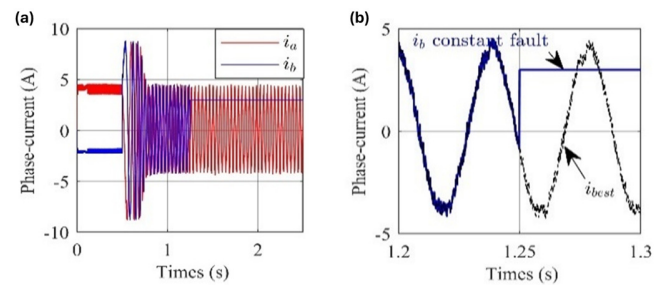 (a)
10
5
0
-5
-10
Phase-current (A)
i_a
i_b
0
1
2
Times (s)
(b)
5
0
-5
Phase-current (A)
i_b constant fault
i_best
1.2
1.25
1.3
Times (s)